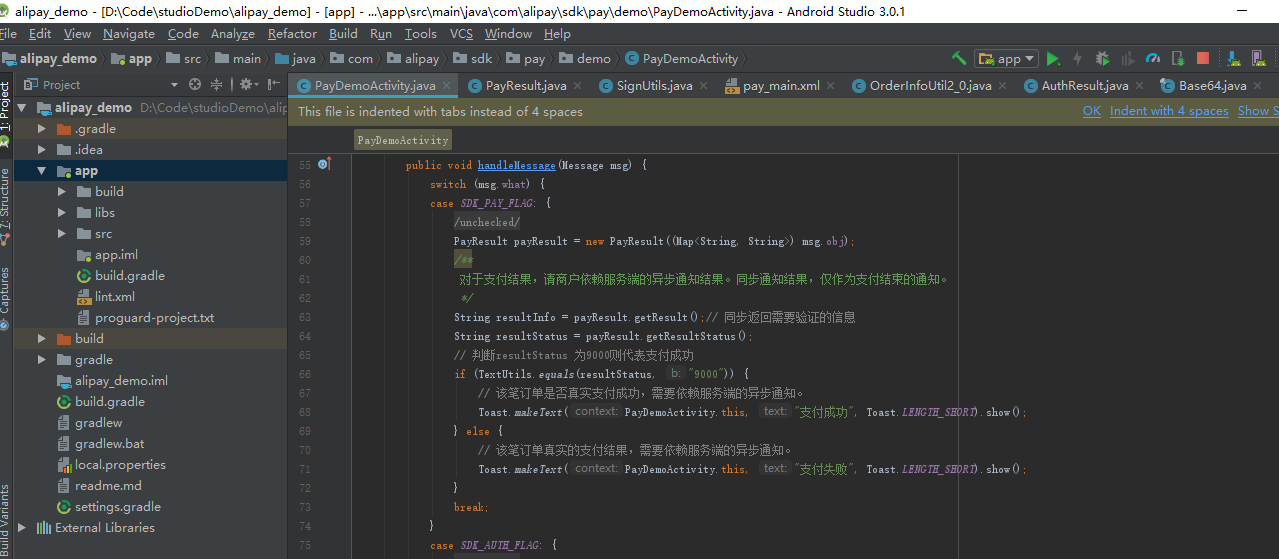 alipay_demo - [D:\Code\studioDemo\alipay_demo] - [app] - ...\app\src\main\java\com\alipay\sdk\pay\demo\PayDemoActivity.java - Android Studio 3.0.1
File Edit View Navigate Code Analyze Refactor Build Run Tools VCS Window Help
alipay_demo app src main java com alipay sdk pay demo PayDemoActivity app
Project PayDemoActivity.java PayResult.java SignUtils.java pay_main.xml OrderInfoUtil2_0.java AuthResult.java Base64.java
1: Project
7: Structure
Captures
Build Variants
alipay_demo D:\Code\studioDemo\alip
.gradle
.idea
app
build
libs
src
app.iml
build.gradle
lint.xml
proguard-project.txt
build
gradle
alipay_demo.iml
build.gradle
gradlew
gradlew.bat
local.properties
readme.md
settings.gradle
External Libraries
This file is indented with tabs instead of 4 spaces OK Indent with 4 spaces Show S
PayDemoActivity
55 public void handleMessage(Message msg) {
56 switch (msg.what) {
57 case SDK_PAY_FLAG: {
58 /unchecked/
59 PayResult payResult = new PayResult((Map<String, String>) msg.obj);
60 /**
61 对于支付结果，请商户依赖服务端的异步通知结果。同步通知结果，仅作为支付结束的通知。
62 */
63 String resultInfo = payResult.getResult();// 同步返回需要验证的信息
64 String resultStatus = payResult.getResultStatus();
65 // 判断resultStatus 为9000则代表支付成功
66 if (TextUtils.equals(resultStatus, b: "9000")) {
67 // 该笔订单是否真实支付成功，需要依赖服务端的异步通知。
68 Toast.makeText( context: PayDemoActivity.this, text: "支付成功", Toast.LENGTH_SHORT).show();
69 } else {
70 // 该笔订单真实的支付结果，需要依赖服务端的异步通知。
71 Toast.makeText( context: PayDemoActivity.this, text: "支付失败", Toast.LENGTH_SHORT).show();
72 }
73 break;
74 }
75 case SDK_AUTH_FLAG: {